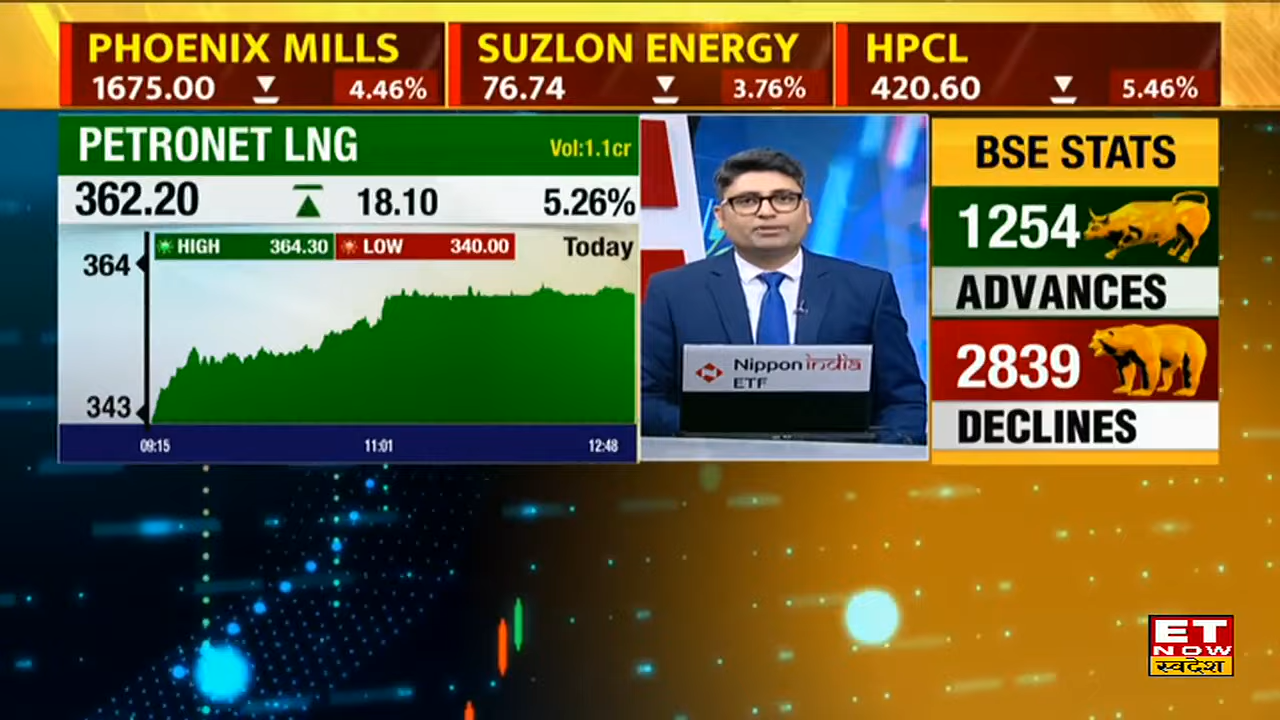 PHOENIX MILLS
1675.00 4.46%
SUZLON ENERGY
76.74 3.76%
HPCL
420.60 5.46%
PETRONET LNG Vol:1.1cr
362.20 18.10 5.26%
HIGH 364.30 LOW 340.00 Today
364
343
09:15 11:01 12:48
Nippon india
ETF
BSE STATS
1254
ADVANCES
2839
DECLINES
ET
NOW
स्वदेश